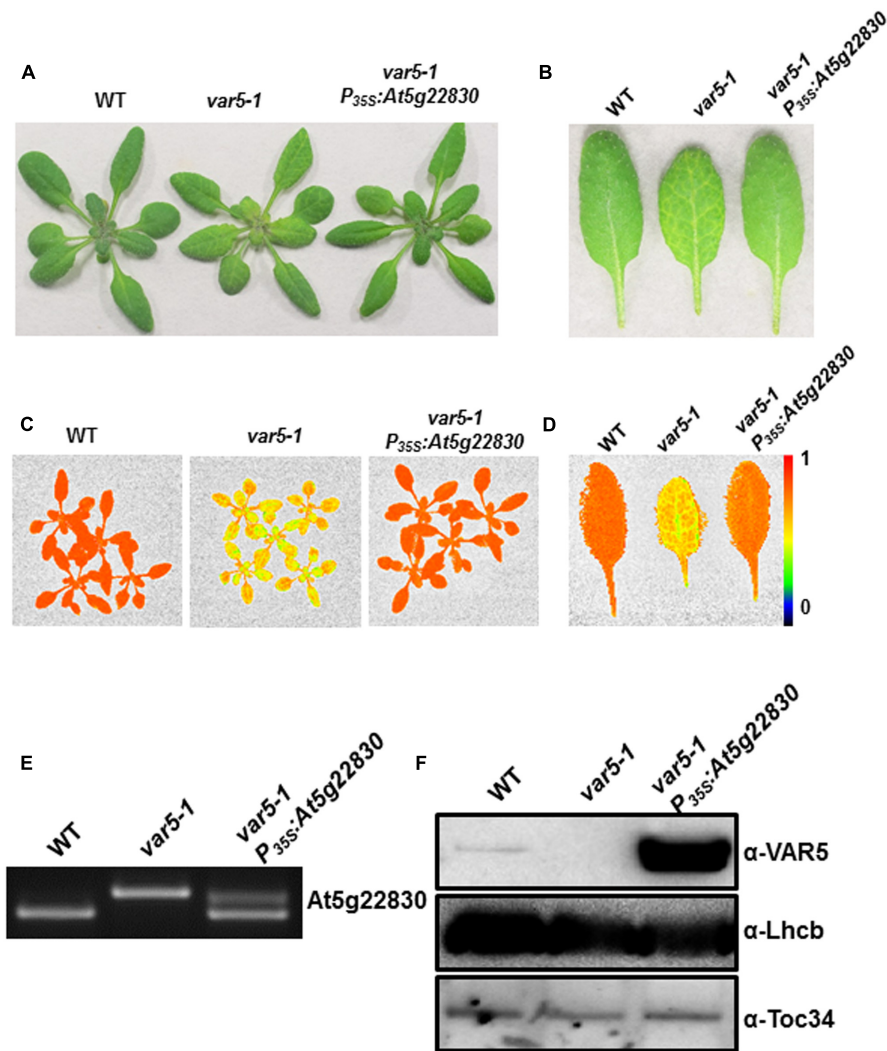 A
WT
var5-1
var5-1
P35S:At5g22830
B
WT
var5-1
var5-1
P35S:At5g22830
C
WT
var5-1
var5-1
P35S:At5g22830
D
WT
var5-1
var5-1
P35S:At5g22830
1
0
E
WT
var5-1
var5-1
P35S:At5g22830
At5g22830
F
WT
var5-1
var5-1
P35S:At5g22830
α-VAR5
α-Lhcb
α-Toc34